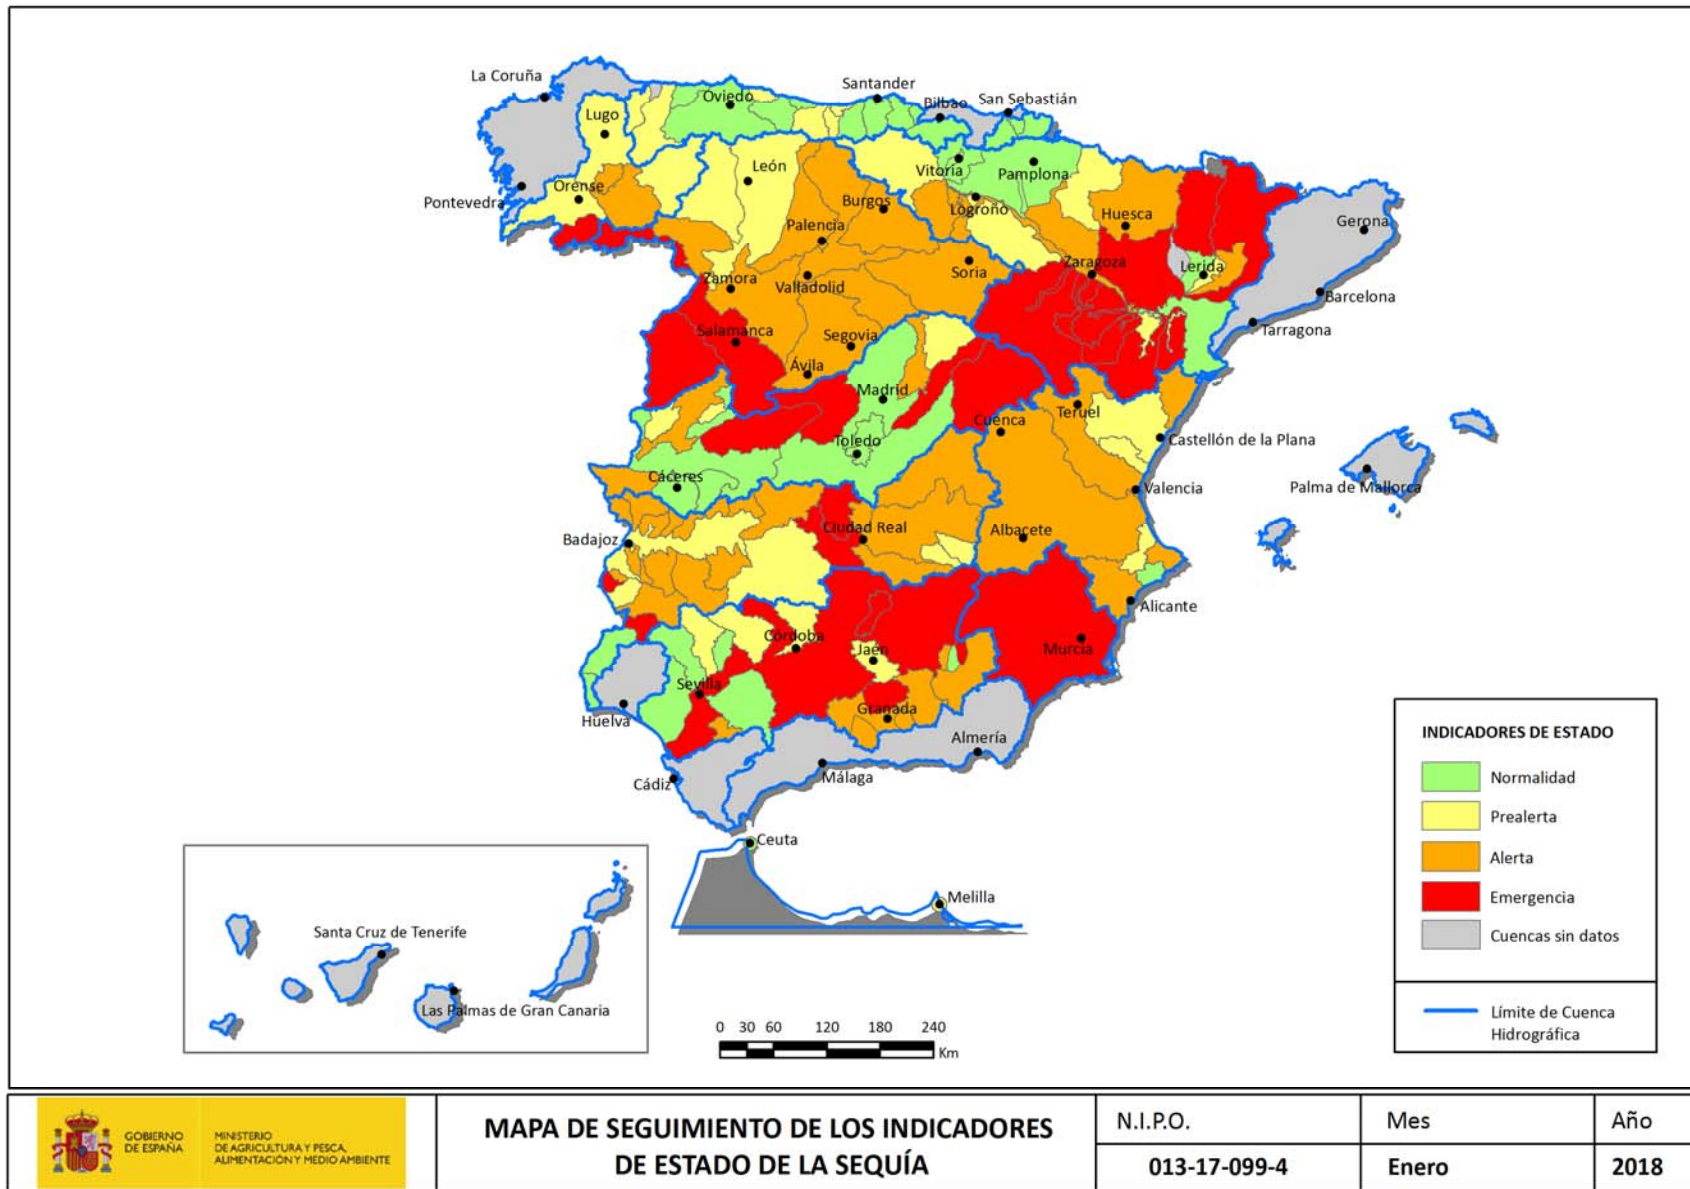 La Coruña
Santander
Oviedo
Bilbao
San Sebastián
Lugo
León
Vitoria
Pamplona
Pontevedra
Orense
Burgos
Logroño
Huesca
Gerona
Palencia
Zamora
Valladolid
Soria
Zaragoza
Lerida
Barcelona
Salamanca
Segovia
Tarragona
Ávila
Madrid
Teruel
Cuenca
Toledo
Castellón de la Plana
Cáceres
Valencia
Palma de Mallorca
Badajoz
Ciudad Real
Albacete
Alicante
Córdoba
Jaén
Murcia
Sevilla
Granada
Huelva
Almería
Cádiz
Málaga
Ceuta
Melilla
Santa Cruz de Tenerife
Las Palmas de Gran Canaria
0 30 60 120 180 240
Km
INDICADORES DE ESTADO
Normalidad
Prealerta
Alerta
Emergencia
Cuencas sin datos
Límite de Cuenca
Hidrográfica
GOBIERNO
DE ESPAÑA
MINISTERIO
DE AGRICULTURA Y PESCA,
ALIMENTACIÓN Y MEDIO AMBIENTE
MAPA DE SEGUIMIENTO DE LOS INDICADORES
DE ESTADO DE LA SEQUÍA
N.I.P.O.
013-17-099-4
Mes
Enero
Año
2018